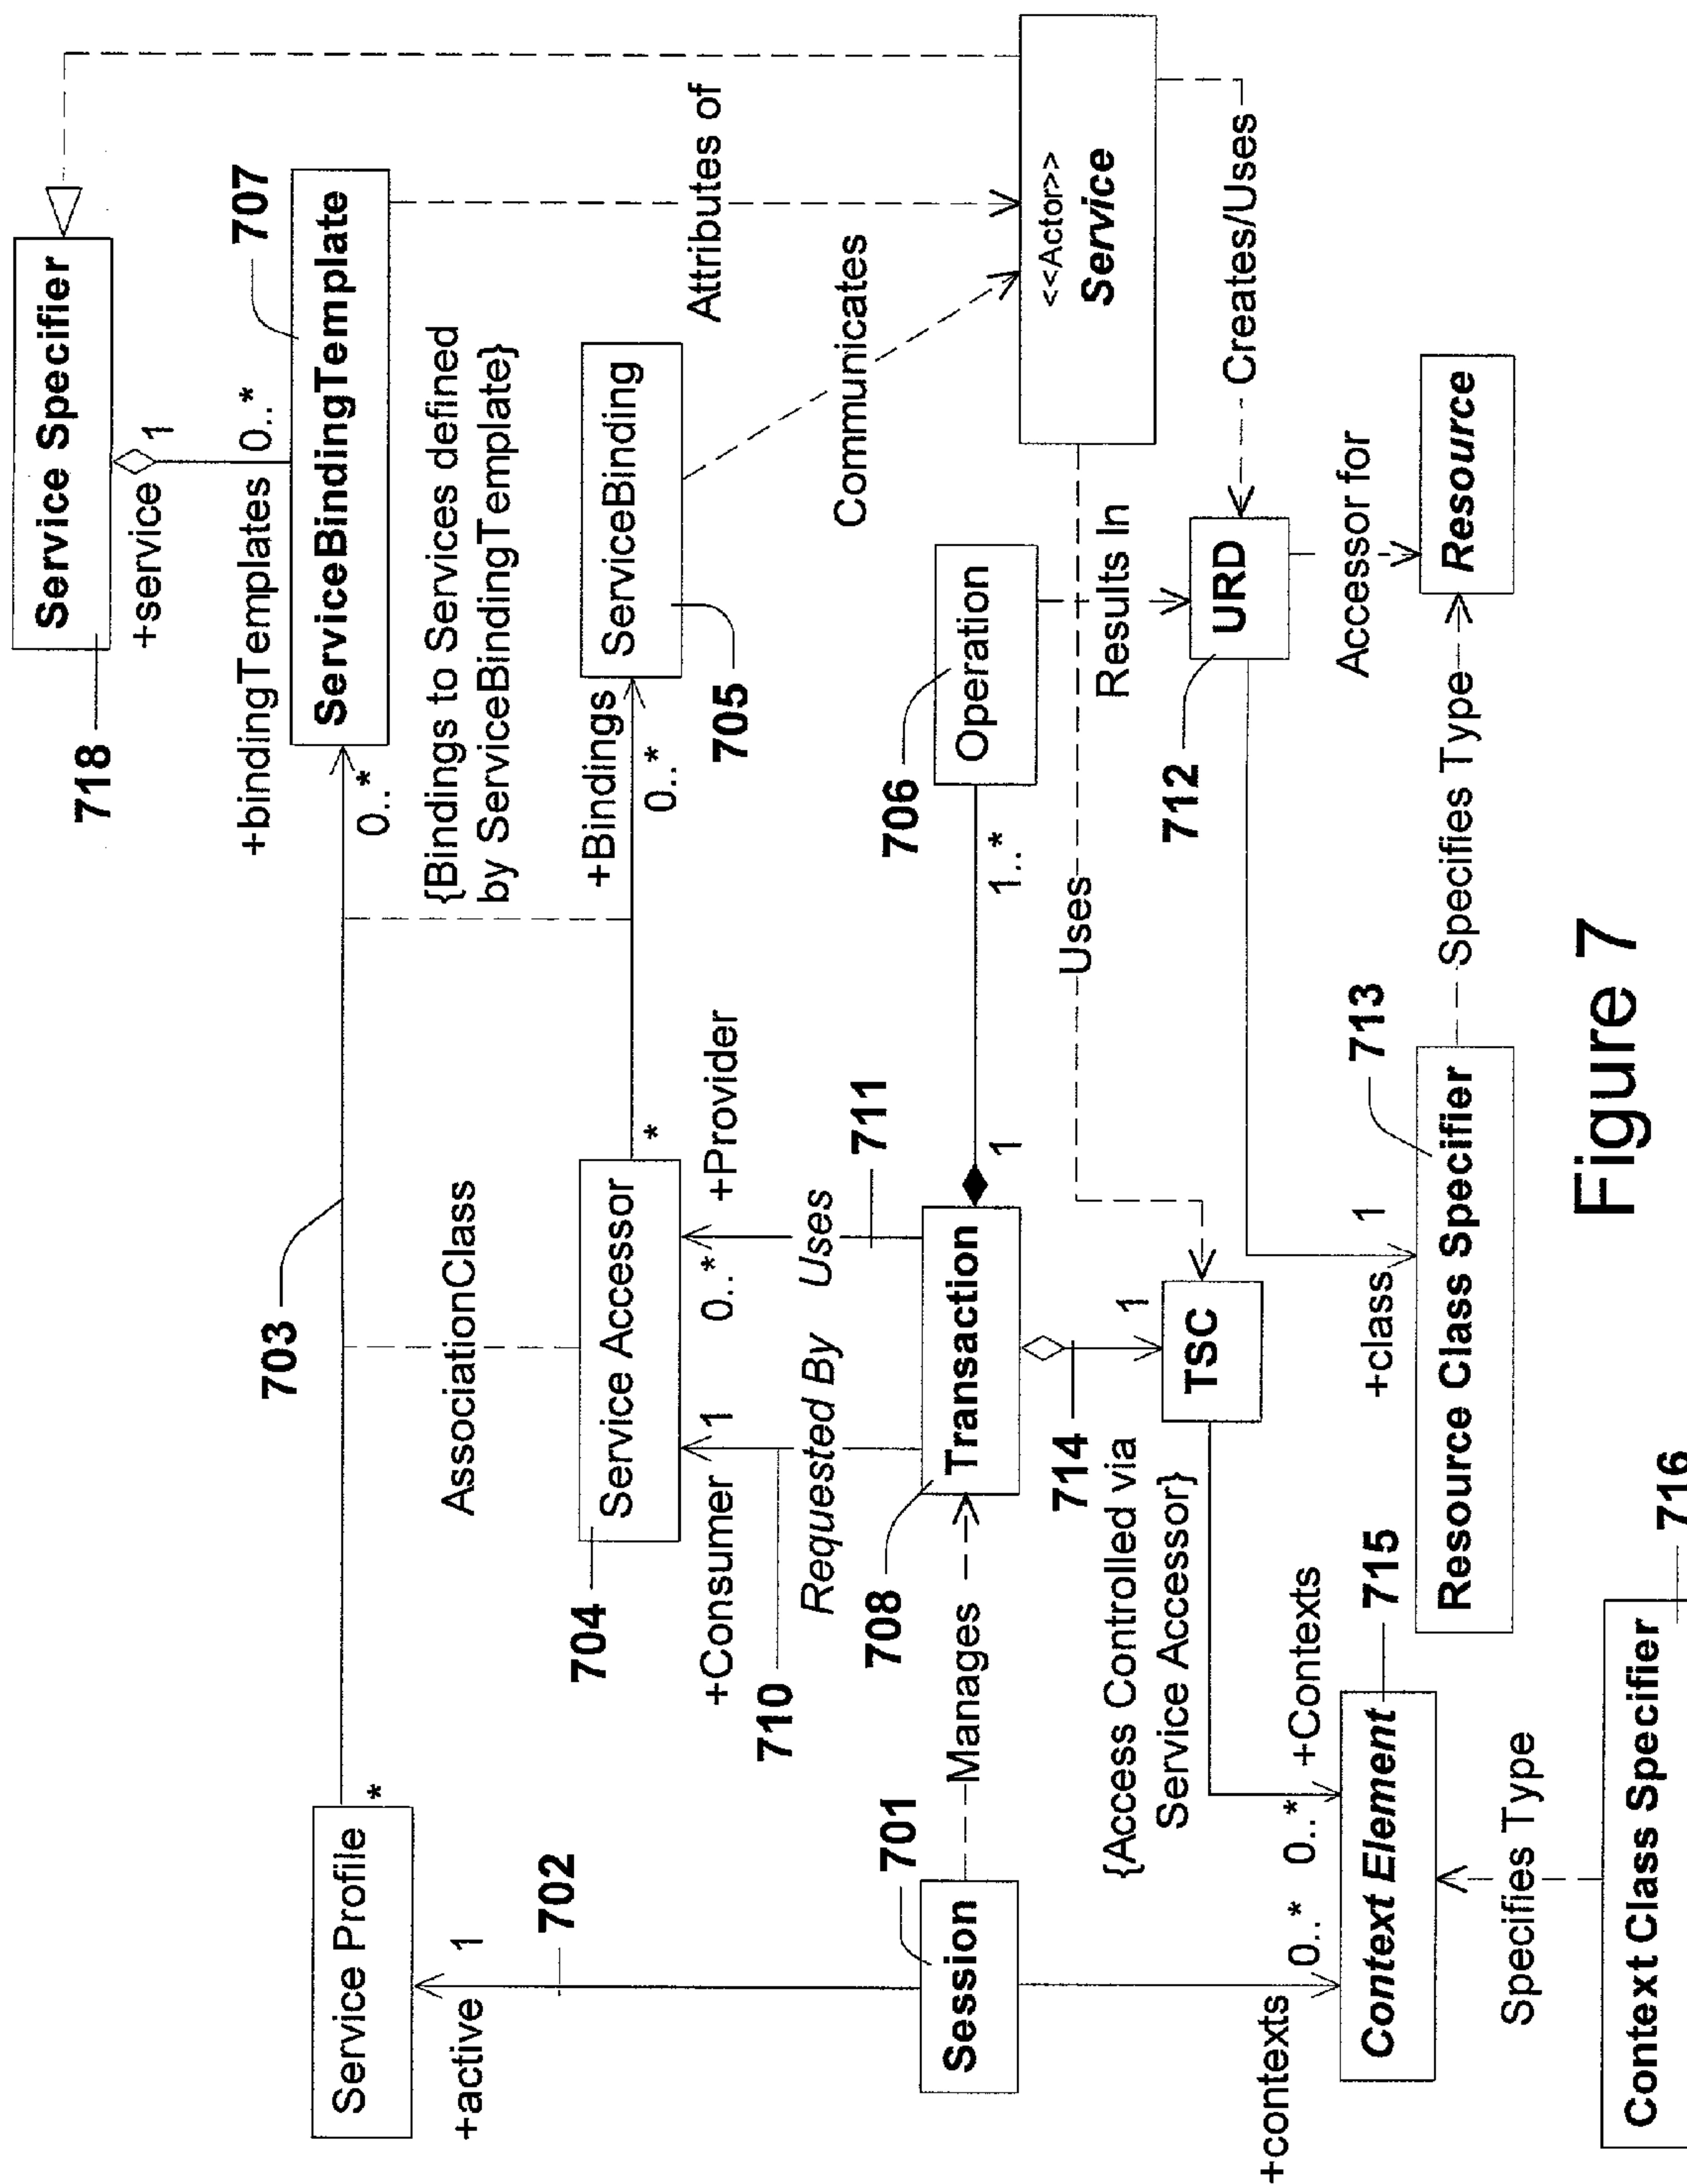 Service Specifier
718
+service 1
707
+bindingTemplates 0..*
ServiceBindingTemplate
0..*
703
Service Profile
*
{Bindings to Services defined
by ServiceBindingTemplate}
AssociationClass
+active 1
702
+Bindings
0..*
ServiceBinding
705
Attributes of
Service Accessor
*
704
Communicates
+Consumer 1
0..* +Provider
710
Requested By Uses
711
706
Operation
1..*
1
708
Transaction
701
Session
Manages
<<Actor>>
Service
Uses
Results In
714
1
{Access Controlled via
Service Accessor}
TSC
712
URD
Creates/Uses
+contexts 0..* 0..* +Contexts
Context Element
715
+class 1
713
Accessor for
Resource Class Specifier
Specifies Type
Resource
Specifies Type
Context Class Specifier
716
Figure 7